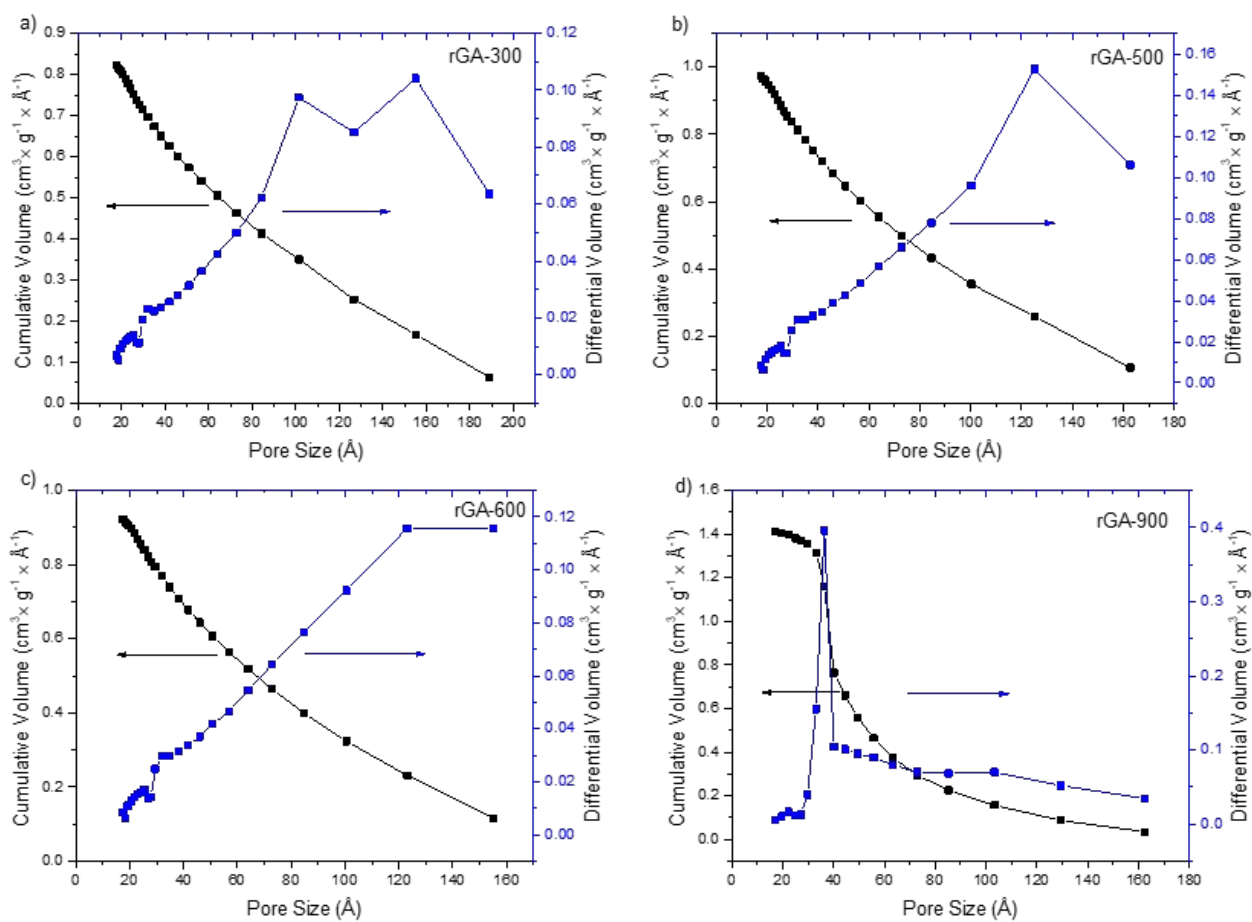 a)
rGA-300
0.9
0.8
0.7
0.6
0.5
0.4
0.3
0.2
0.1
0.0
Cumulative Volume (cm³× g⁻¹ × Å⁻¹)
0 20 40 60 80 100 120 140 160 180 200
Pore Size (Å)
0.12
0.10
0.08
0.06
0.04
0.02
0.00
Differential Volume (cm³× g⁻¹ × Å⁻¹)
b)
rGA-500
1.0
0.8
0.6
0.4
0.2
0.0
Cumulative Volume (cm³× g⁻¹ × Å⁻¹)
0 20 40 60 80 100 120 140 160 180
Pore Size (Å)
0.16
0.14
0.12
0.10
0.08
0.06
0.04
0.02
0.00
Differential Volume (cm³× g⁻¹ × Å⁻¹)
c)
rGA-600
1.0
0.8
0.6
0.4
0.2
0.0
Cumulative Volume (cm³× g⁻¹ × Å⁻¹)
0 20 40 60 80 100 120 140 160
Pore Size (Å)
0.12
0.10
0.08
0.06
0.04
0.02
0.00
Differential Volume (cm³× g⁻¹ × Å⁻¹)
d)
rGA-900
1.6
1.4
1.2
1.0
0.8
0.6
0.4
0.2
0.0
Cumulative Volume (cm³× g⁻¹ × Å⁻¹)
0 20 40 60 80 100 120 140 160 180
Pore Size (Å)
0.4
0.3
0.2
0.1
0.0
Differential Volume (cm³× g⁻¹ × Å⁻¹)